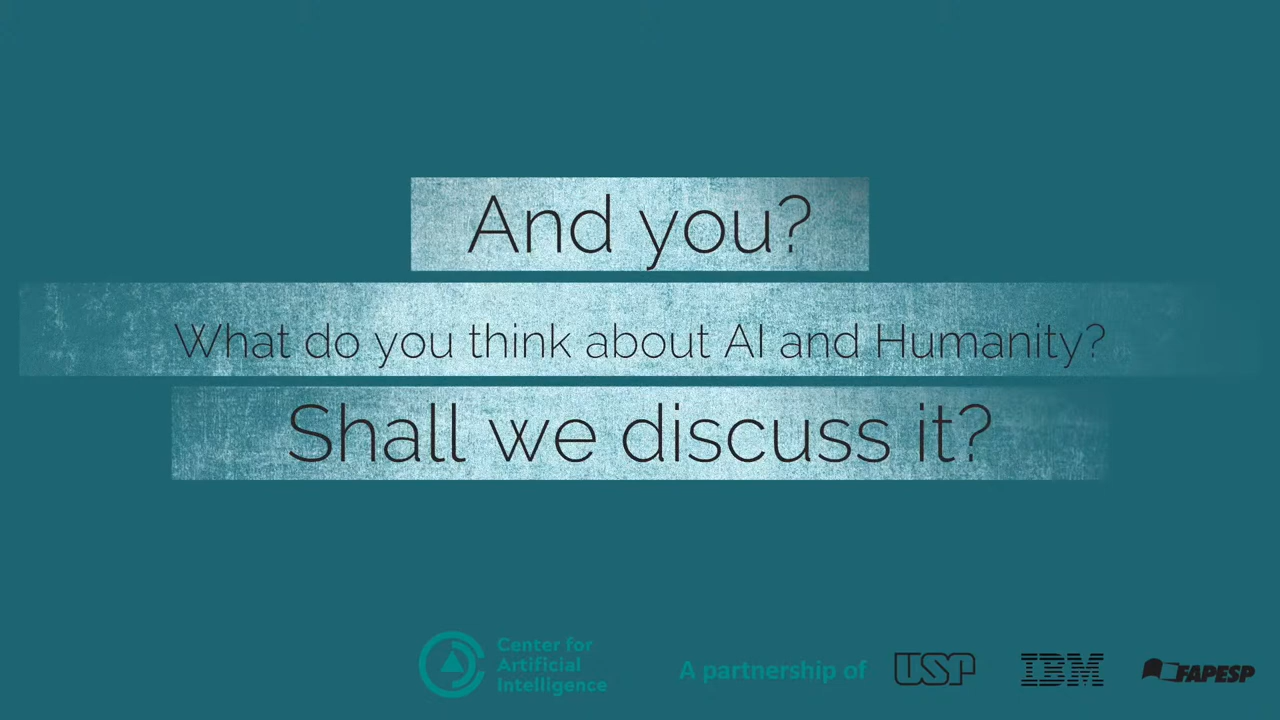 And you?
What do you think about AI and Humanity?
Shall we discuss it?
Center for
Artificial
Intelligence
A partnership of USP IBM FAPESP